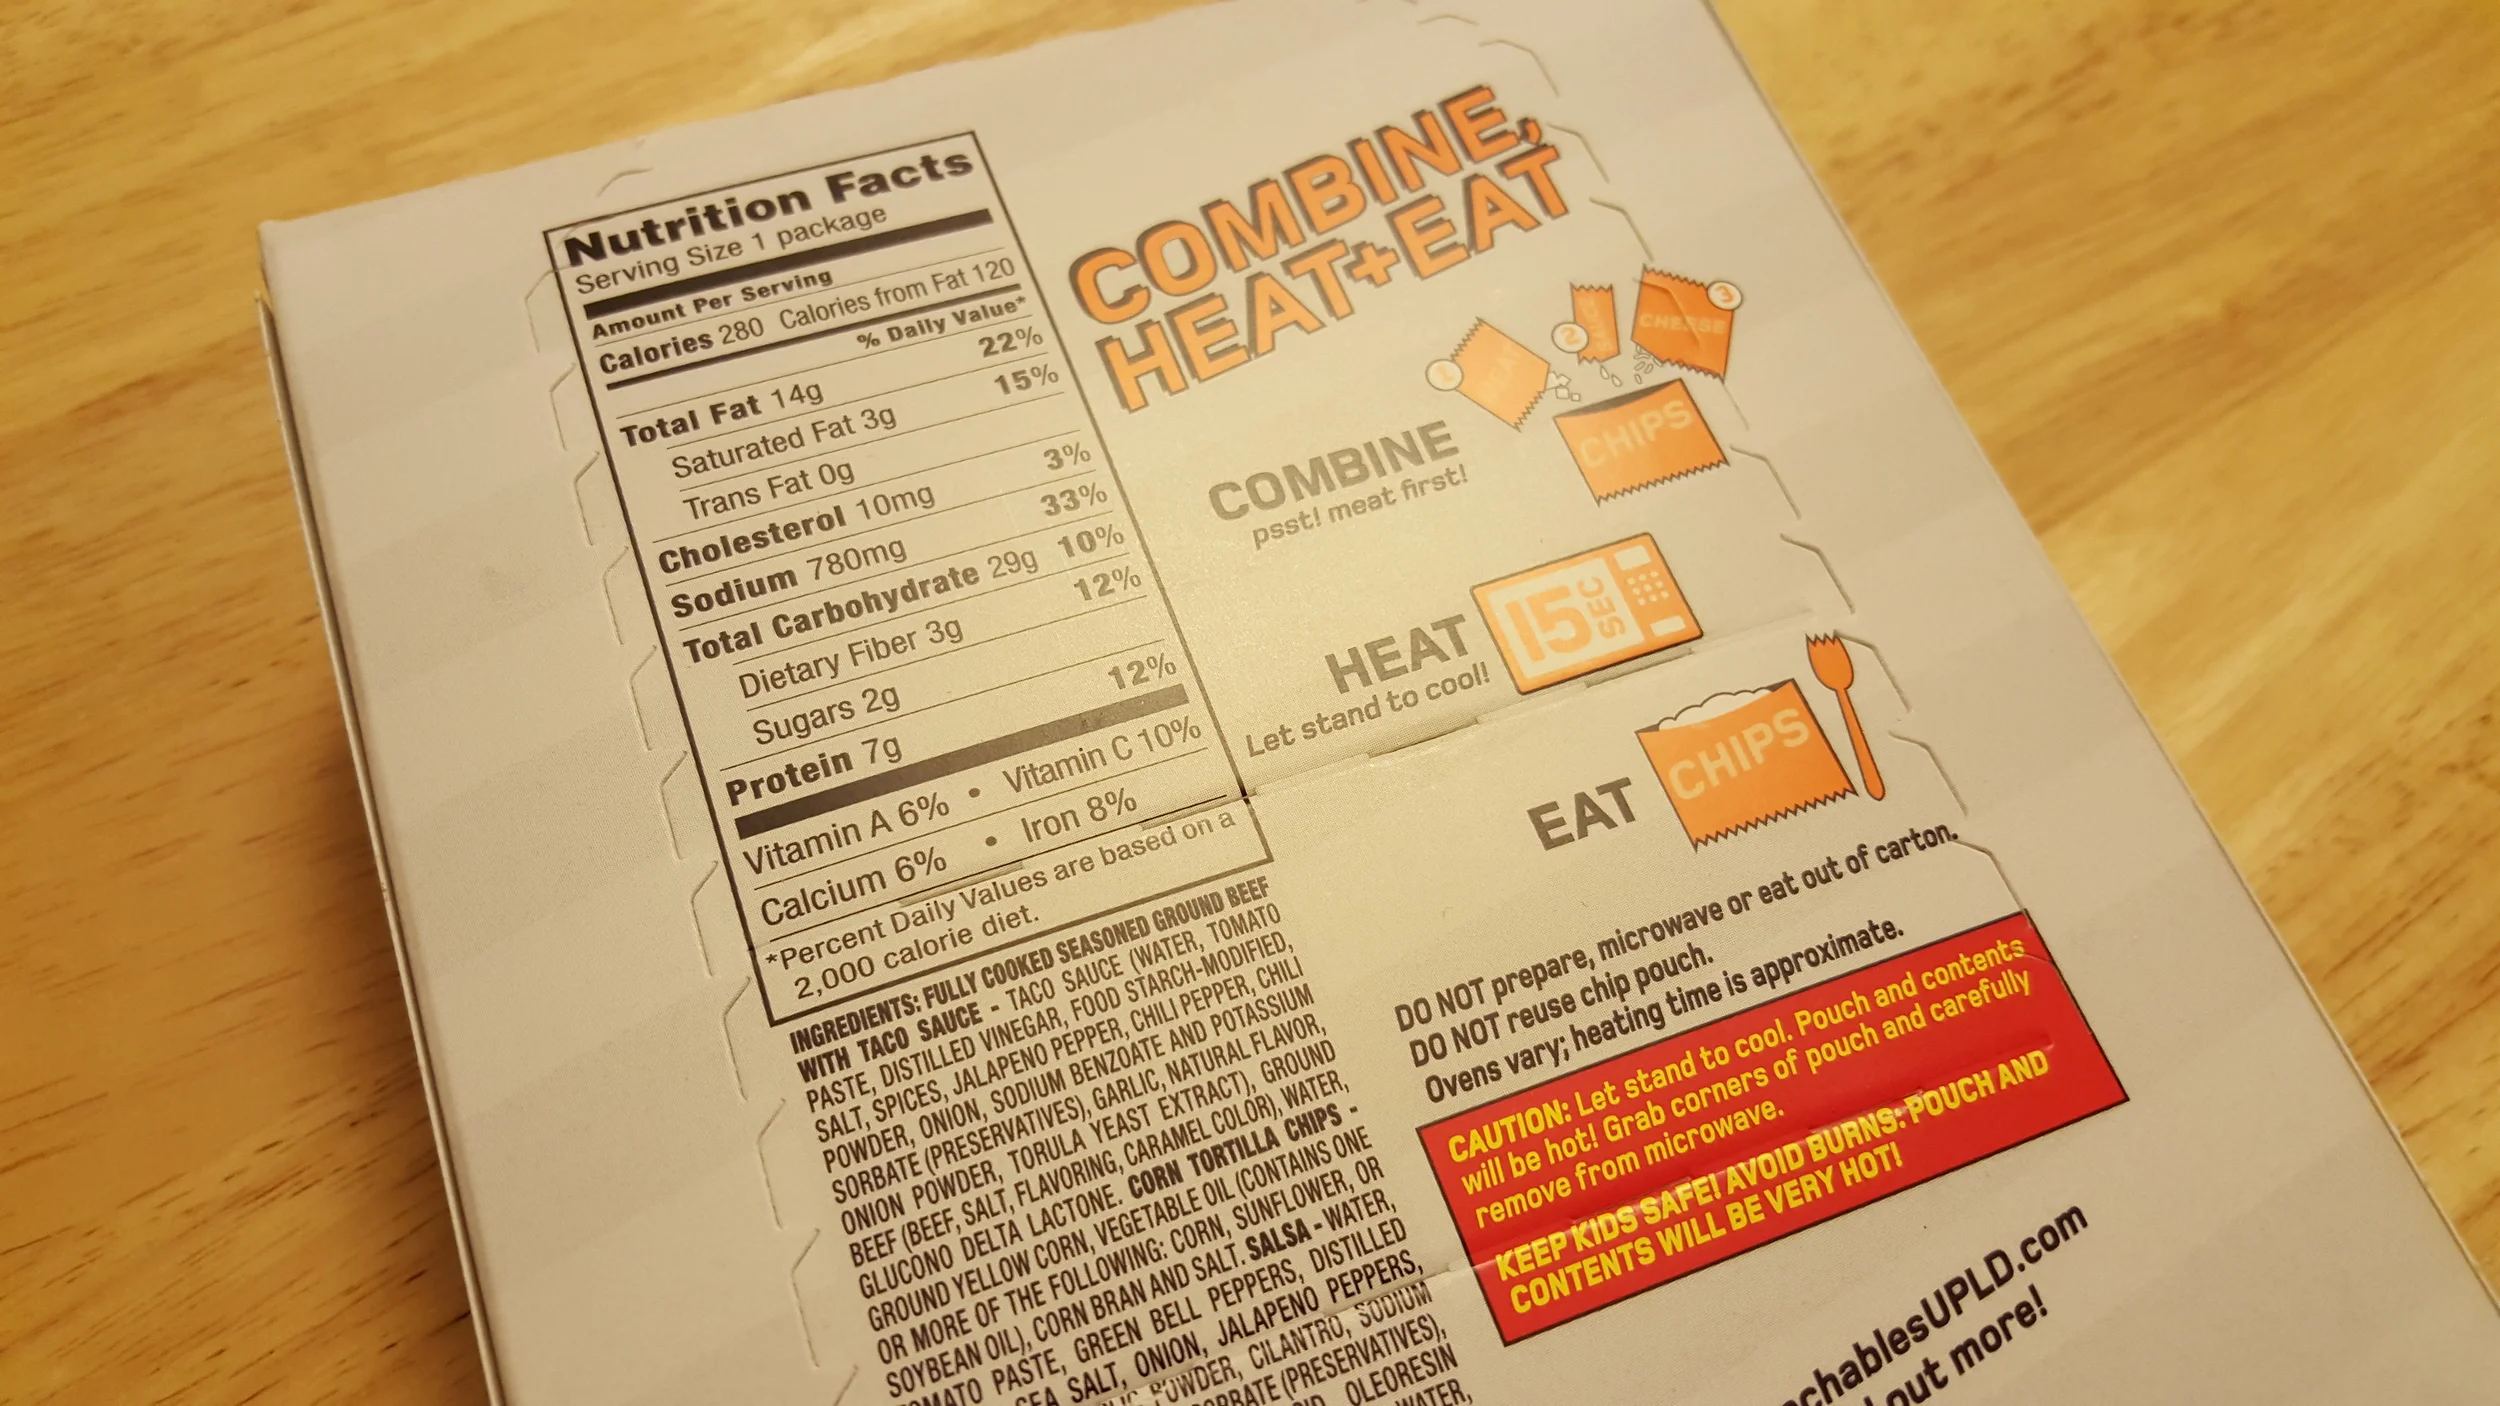 Nutrition Facts
Serving Size 1 package
Amount Per Serving
Calories 280 Calories from Fat 120
% Daily Value*
Total Fat 14g 22%
Saturated Fat 3g 15%
Trans Fat 0g
Cholesterol 10mg 3%
Sodium 780mg 33%
Total Carbohydrate 29g 10%
Dietary Fiber 3g 12%
Sugars 2g
Protein 7g 12%
Vitamin A 6% • Vitamin C 10%
Calcium 6% • Iron 8%
*Percent Daily Values are based on a
2,000 calorie diet.
INGREDIENTS: FULLY COOKED SEASONED GROUND BEEF
WITH TACO SAUCE - TACO SAUCE (WATER, TOMATO
PASTE, DISTILLED VINEGAR, FOOD STARCH-MODIFIED,
SALT, SPICES, JALAPENO PEPPER, CHILI PEPPER, CHILI
POWDER, ONION, SODIUM BENZOATE AND POTASSIUM
SORBATE (PRESERVATIVES), GARLIC, NATURAL FLAVOR,
ONION POWDER, TORULA YEAST EXTRACT), GROUND
BEEF (BEEF, SALT, FLAVORING, CARAMEL COLOR), WATER,
GLUCONO DELTA LACTONE. CORN TORTILLA CHIPS -
GROUND YELLOW CORN, VEGETABLE OIL (CONTAINS ONE
OR MORE OF THE FOLLOWING: CORN, SUNFLOWER, OR
SOYBEAN OIL), CORN BRAN AND SALT. SALSA - WATER,
PASTE, GREEN BELL PEPPERS, DISTILLED
SALT, ONION, JALAPENO PEPPERS,
CILANTRO, SODIUM
(PRESERVATIVES),
OLEORESIN
COMBINE,
HEAT+EAT
1
2
3
CHEESE
CHIPS
COMBINE
psst! meat first!
HEAT
Let stand to cool!
15 SEC
EAT
CHIPS
DO NOT prepare, microwave or eat out of carton.
DO NOT reuse chip pouch.
Ovens vary; heating time is approximate.
CAUTION: Let stand to cool. Pouch and contents
will be hot! Grab corners of pouch and carefully
remove from microwave.
KEEP KIDS SAFE! AVOID BURNS: POUCH AND
CONTENTS WILL BE VERY HOT!
chablesUPLD.com
out more!